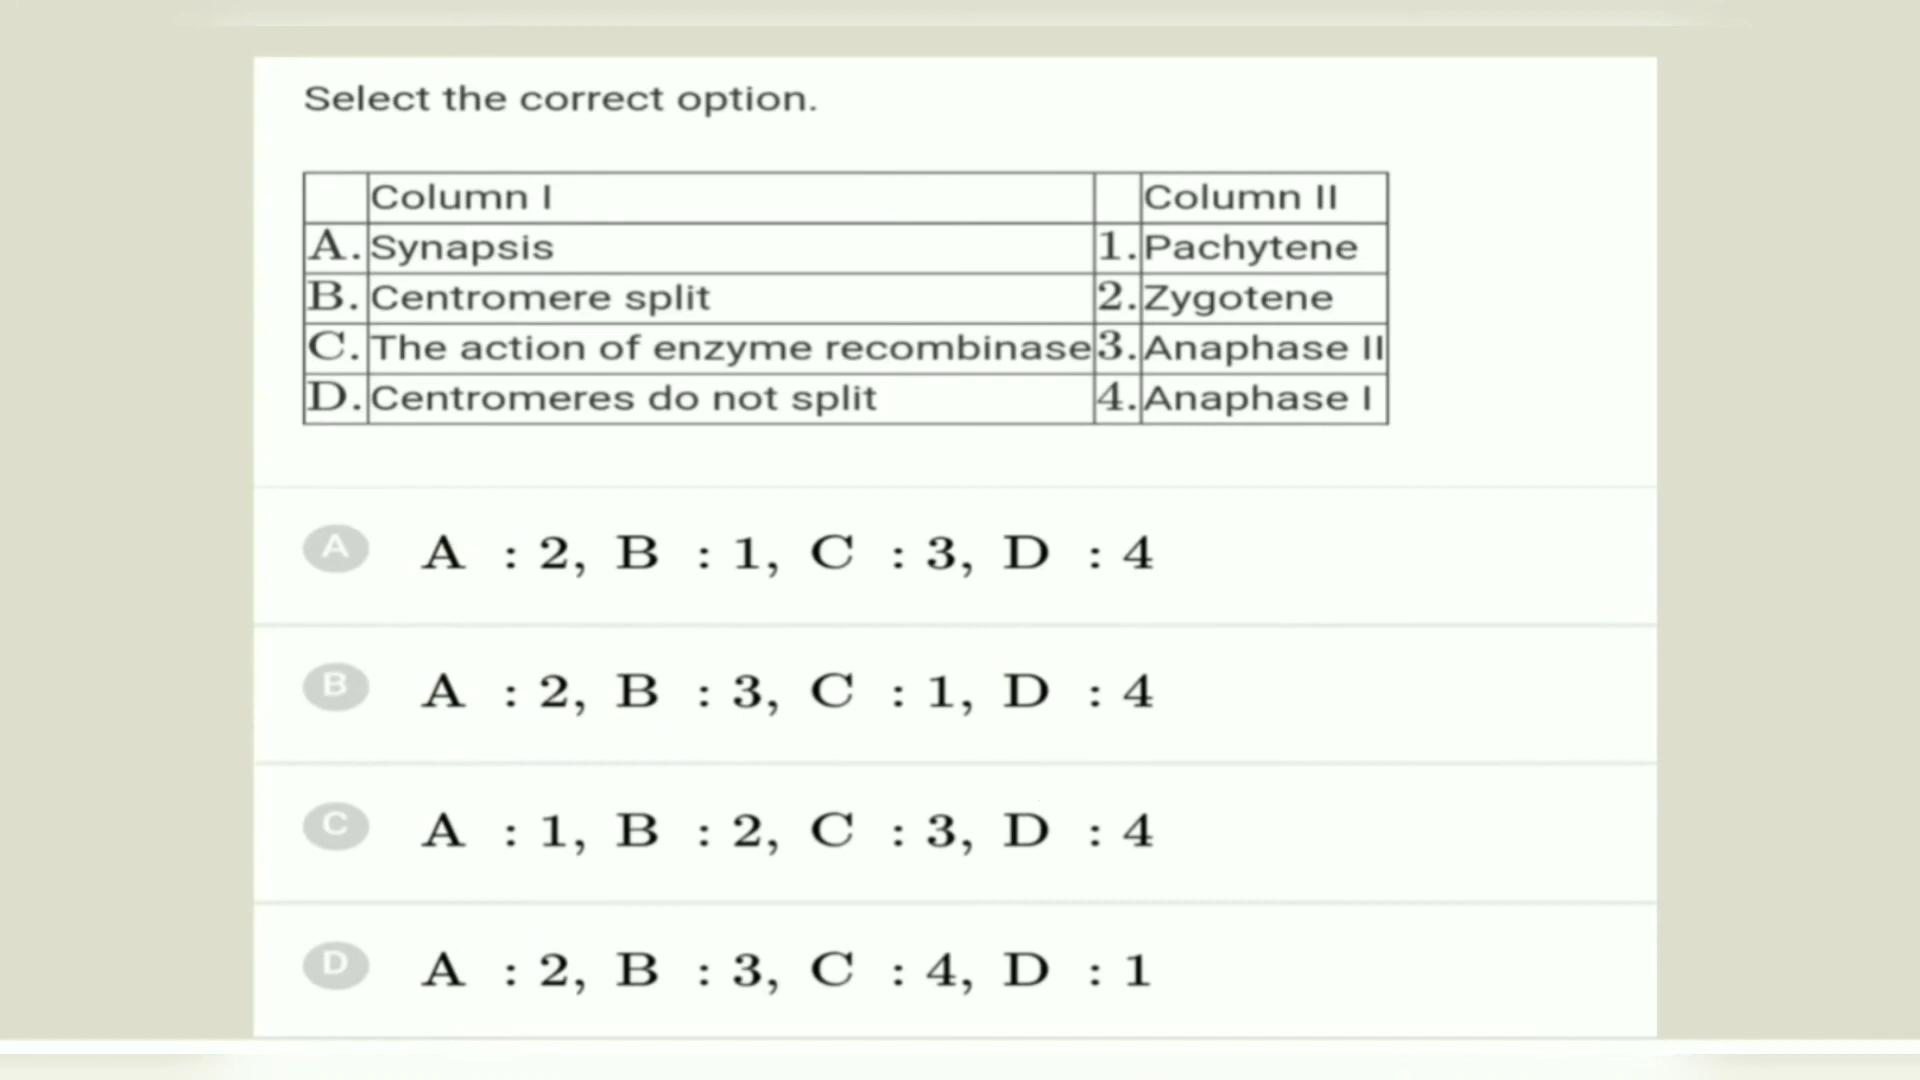 Select the correct option.
Column I Column II
A. Synapsis 1. Pachytene
B. Centromere split 2. Zygotene
C. The action of enzyme recombinase 3. Anaphase II
D. Centromeres do not split 4. Anaphase I
A A : 2, B : 1, C : 3, D : 4
B A : 2, B : 3, C : 1, D : 4
C A : 1, B : 2, C : 3, D : 4
D A : 2, B : 3, C : 4, D : 1